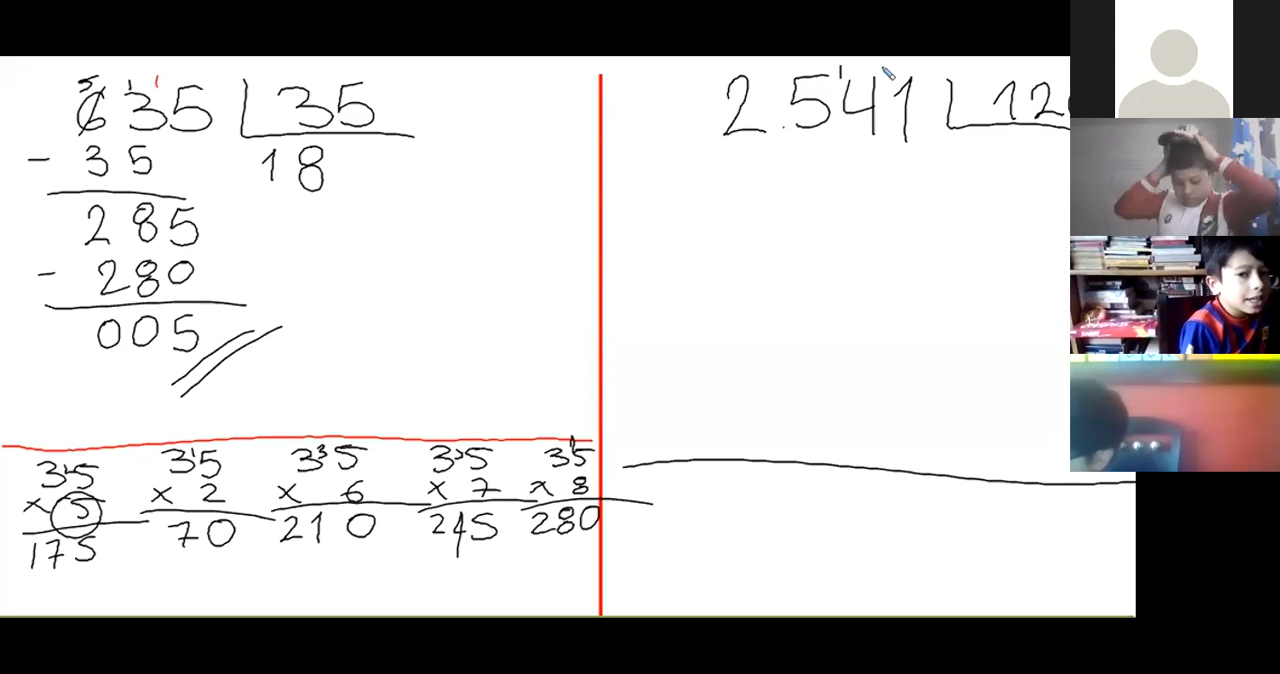 635 35
- 35 18
285
- 280
005
35 35 35 35 35
x 5 x 2 x 6 x 7 x 8
175 70 210 245 280
2.541 12